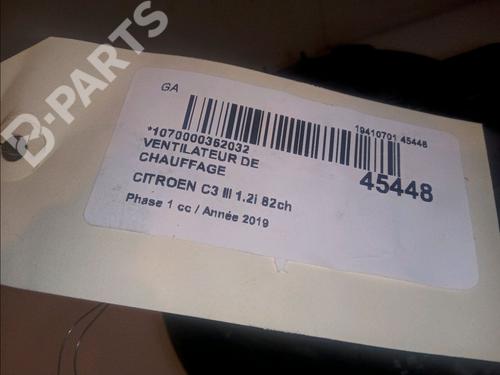 B-PARTS
GA
19410701 45448
*1070000362032
VENTILATEUR DE
CHAUFFAGE
45448
CITROEN C3 III 1.2i 82ch
Phase 1 cc / Année 2019